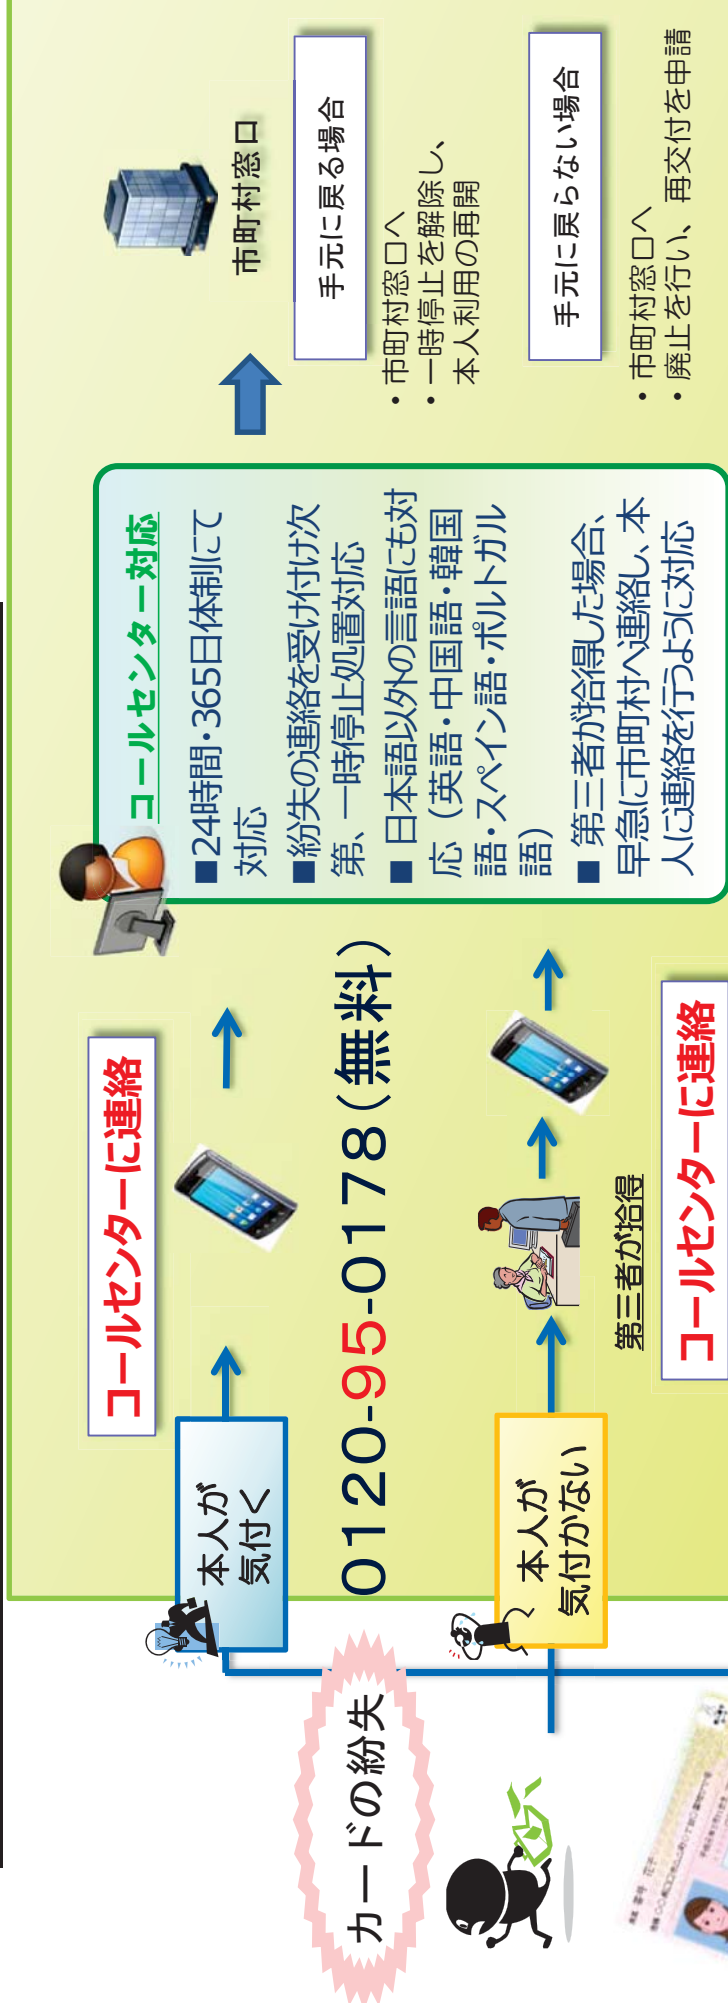 カードの紛失
本人が
気付く
コールセンターに連絡
0120-95-0178(無料)
本人が
気付かない
第三者が拾得
コールセンターに連絡
コールセンター対応
■24時間・365日体制にて
対応
■紛失の連絡を受け付け次
第、一時停止処置対応
■ 日本語以外の言語にも対
応（英語・中国語・韓国
語・スペイン語・ポルトガル
語）
■ 第三者が拾得した場合、
早急に市町村へ連絡し、本
人に連絡を行うように対応
市町村窓口
手元に戻る場合
・市町村窓口へ
・一時停止を解除し、
本人利用の再開
手元に戻らない場合
・市町村窓口へ
・廃止を行い、再交付を申請